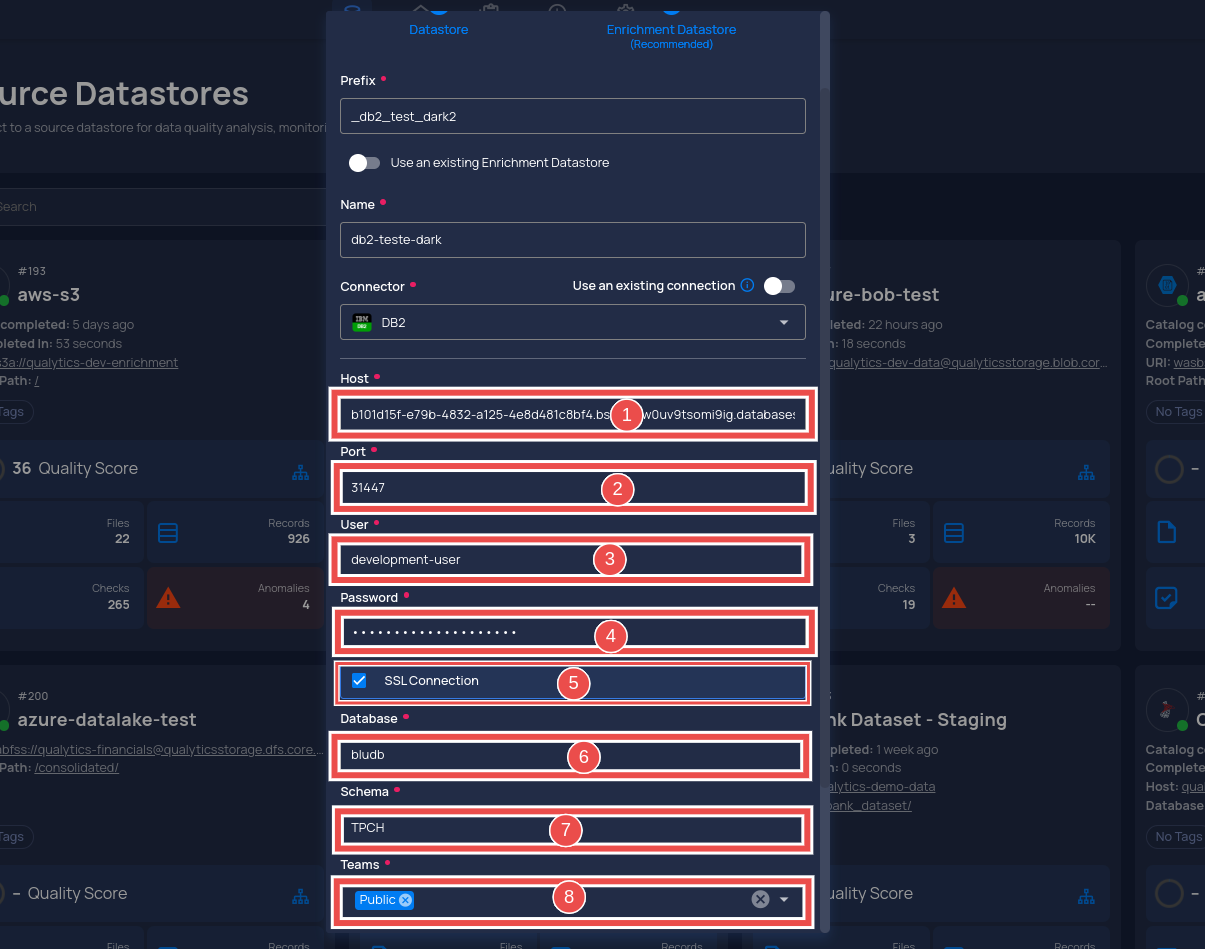 Datastore
Enrichment Datastore
(Recommended)
urce Datastores
ct to a source datastore for data quality analysis, monitori
Search
Prefix •
_db2_test_dark2
Use an existing Enrichment Datastore
Name •
db2-teste-dark
Connector •
Use an existing connection
DB2
Host •
b101d15f-e79b-4832-a125-4e8d481c8bf4.bs
w0uv9tsomi9ig.databases
1
Port •
31447
2
User •
development-user
3
Password •
••••••••••••••••••••
4
SSL Connection
5
Database •
bludb
6
Schema •
TPCH
7
Teams •
Public
8
#193
aws-s3
completed: 5 days ago
leted In: 53 seconds
s3a://qualytics-dev-enrichment
Path: /
Tags
36 Quality Score
Files
22
Records
926
Checks
265
Anomalies
4
#200
azure-datalake-test
abfss://qualytics-financials@qualyticsstorage.dfs.core....
Path: /consolidated/
Tags
– Quality Score
Files
Records
Files
Records
ure-bob-test
leted: 22 hours ago
n: 18 seconds
qualytics-dev-data@qualyticsstorage.blob.cor...
uality Score
Files
3
Records
10K
Checks
19
Anomalies
--
nk Dataset - Staging
pleted: 1 week ago
n: 0 seconds
alytics-demo-data
bank_dataset/
uality Score
Files
Records
#
a
Catalog c
Complete
URI: wasb
Root Path
No Tags
–
#
C
Catalog co
Complete
Host: qua
Database
No Tags
–